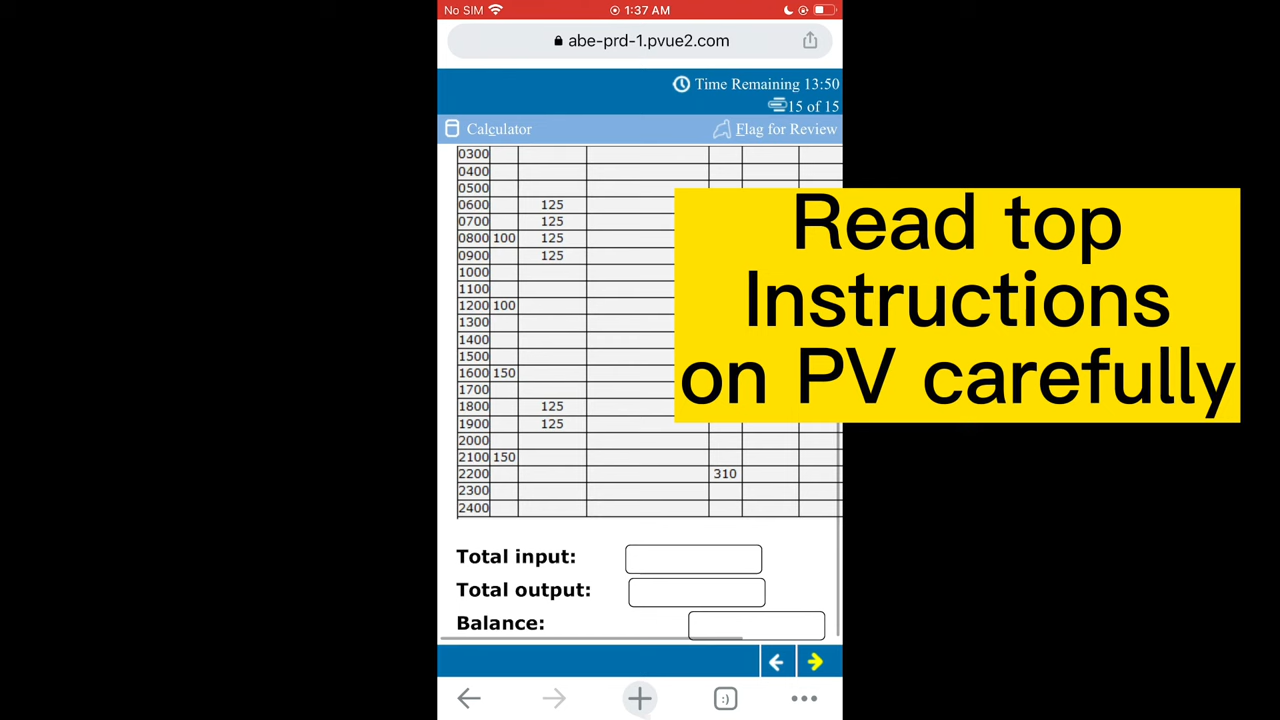 No SIM 1:37 AM
abe-prd-1.pvue2.com
Time Remaining 13:50
15 of 15
Calculator Flag for Review
0300
0400
0500
0600 125
0700 125
0800 100 125
0900 125
1000
1100
1200 100
1300
1400
1500
1600 150
1700
1800 125
1900 125
2000
2100 150
2200 310
2300
2400
Total input:
Total output:
Balance:
Read top
Instructions
on PV carefully